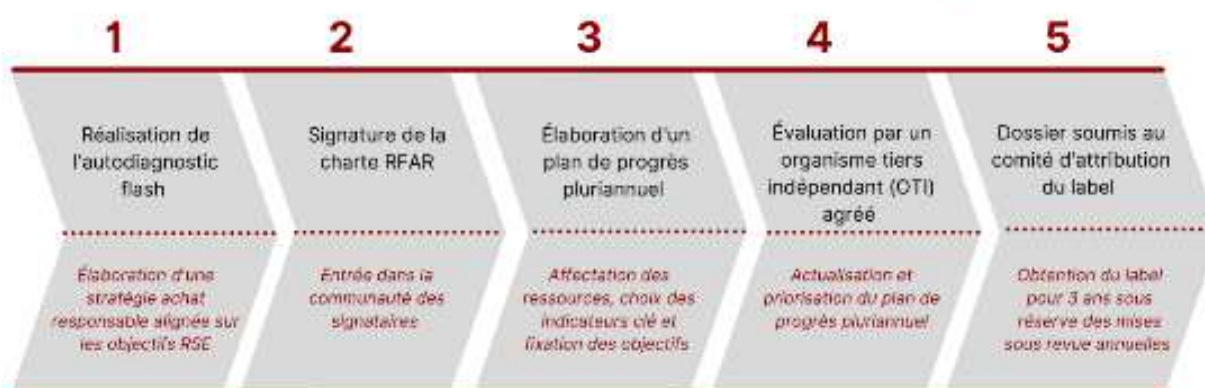 1
2
3
4
5
Réalisation de
l'autodiagnostic
flash
Signature de la
charte RFAR
Élaboration d'un
plan de progrès
pluriannuel
Évaluation par un
organisme tiers
indépendant (OTI)
agréé
Dossier soumis au
comité d'attribution
du label
Élaboration d'une
stratégie achat
responsable alignée sur
les objectifs RSE
Entrée dans la
communauté des
signataires
Affectation des
ressources, choix des
indicateurs clé et
fixation des objectifs
Actualisation et
priorisation du plan de
progrès pluriannuel
Obtention du label
pour 3 ans sous
réserve des mises
sous revue annuelles